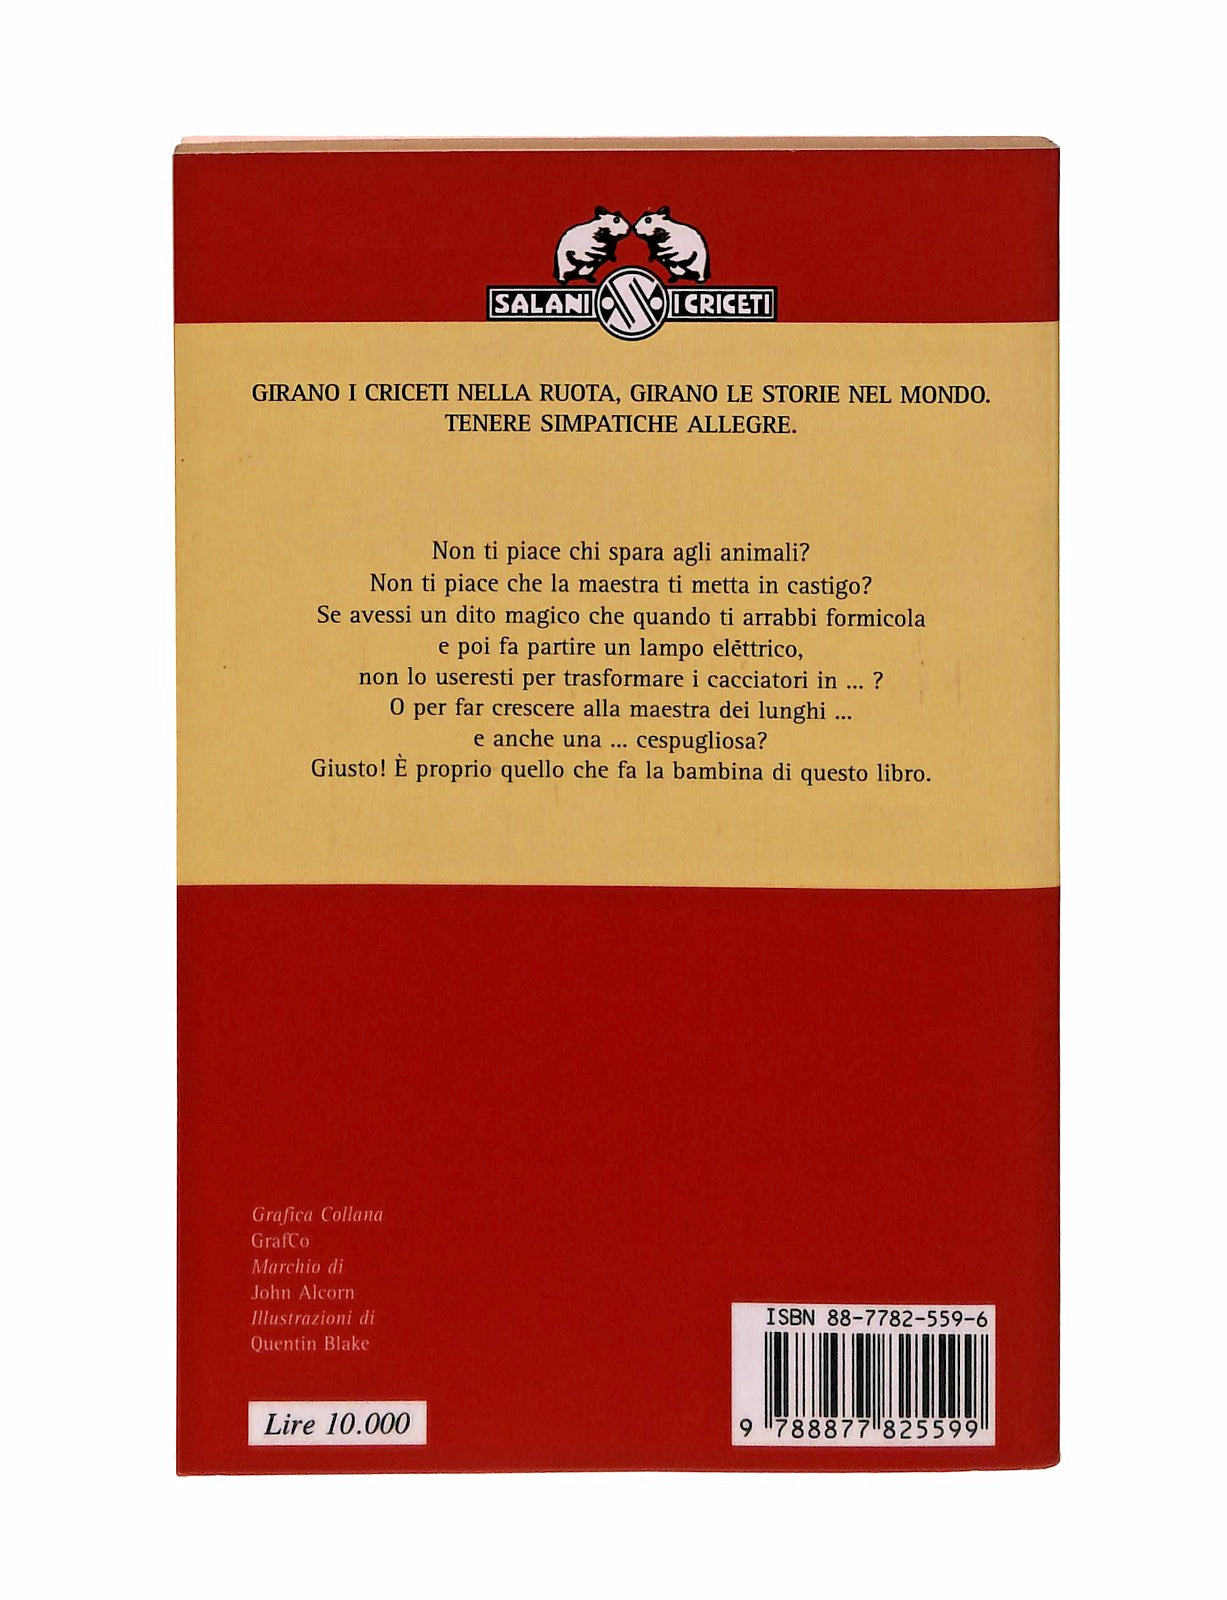 SALANI I CRICETI
GIRANO I CRICETI NELLA RUOTA, GIRANO LE STORIE NEL MONDO.
TENERE SIMPATICHE ALLEGRE.
Non ti piace chi spara agli animali?
Non ti piace che la maestra ti metta in castigo?
Se avessi un dito magico che quando ti arrabbi formicola
e poi fa partire un lampo elettrico,
non lo useresti per trasformare i cacciatori in ... ?
O per far crescere alla maestra dei lunghi ...
e anche una ... cespugliosa?
Giusto! È proprio quello che fa la bambina di questo libro.
Grafica Collana
GrafCo
Marchio di
John Alcorn
Illustrazioni di
Quentin Blake
Lire 10.000
ISBN 88-7782-559-6
9 788877 825599